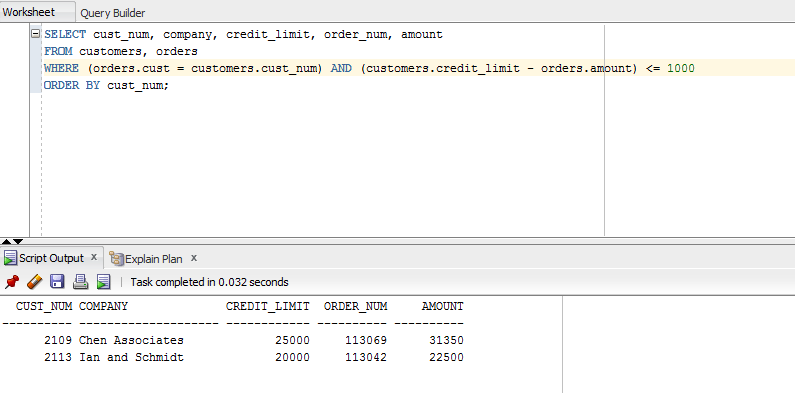 Worksheet Query Builder
SELECT cust_num, company, credit_limit, order_num, amount
FROM customers, orders
WHERE (orders.cust = customers.cust_num) AND (customers.credit_limit - orders.amount) <= 1000
ORDER BY cust_num;
Script Output x Explain Plan x
Task completed in 0.032 seconds
CUST_NUM COMPANY CREDIT_LIMIT ORDER_NUM AMOUNT
---------- -------------------- ------------ ---------- ----------
2109 Chen Associates 25000 113069 31350
2113 Ian and Schmidt 20000 113042 22500